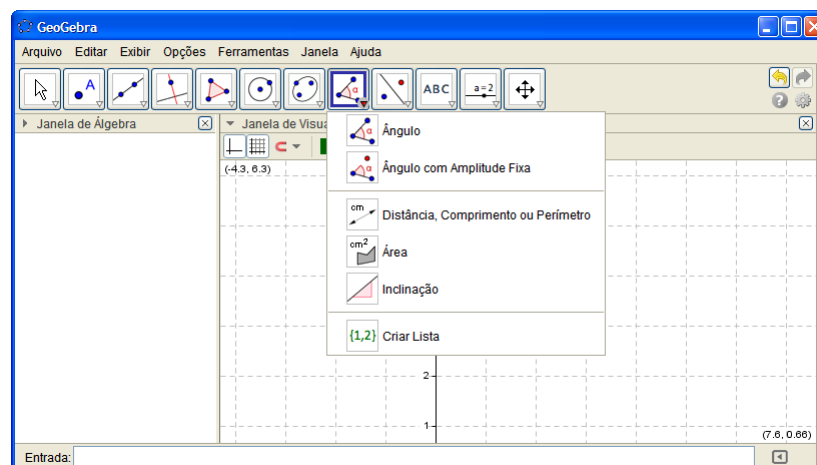 GeoGebra
Arquivo Editar Exibir Opções Ferramentas Janela Ajuda
A α ABC a=2
Janela de Álgebra
Janela de Visua
(-4.3, 6.3)
α Ângulo
α Ângulo com Amplitude Fixa
cm Distância, Comprimento ou Perímetro
cm² Área
Inclinação
{1,2} Criar Lista
2
1
(7.6, 0.66)
Entrada: